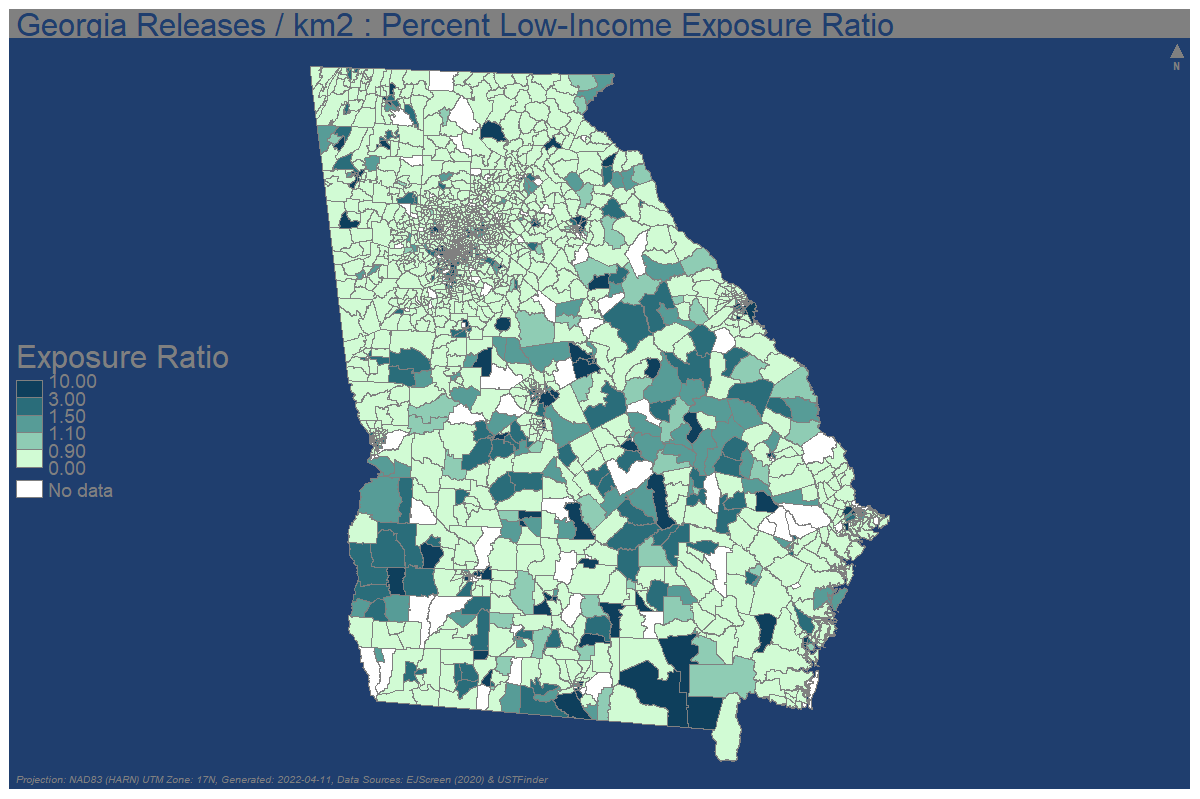 Georgia Releases / km2 : Percent Low-Income Exposure Ratio
N
Exposure Ratio
10.00
3.00
1.50
1.10
0.90
0.00
No data
Projection: NAD83 (HARN) UTM Zone: 17N, Generated: 2022-04-11, Data Sources: EJScreen (2020) & USTFinder